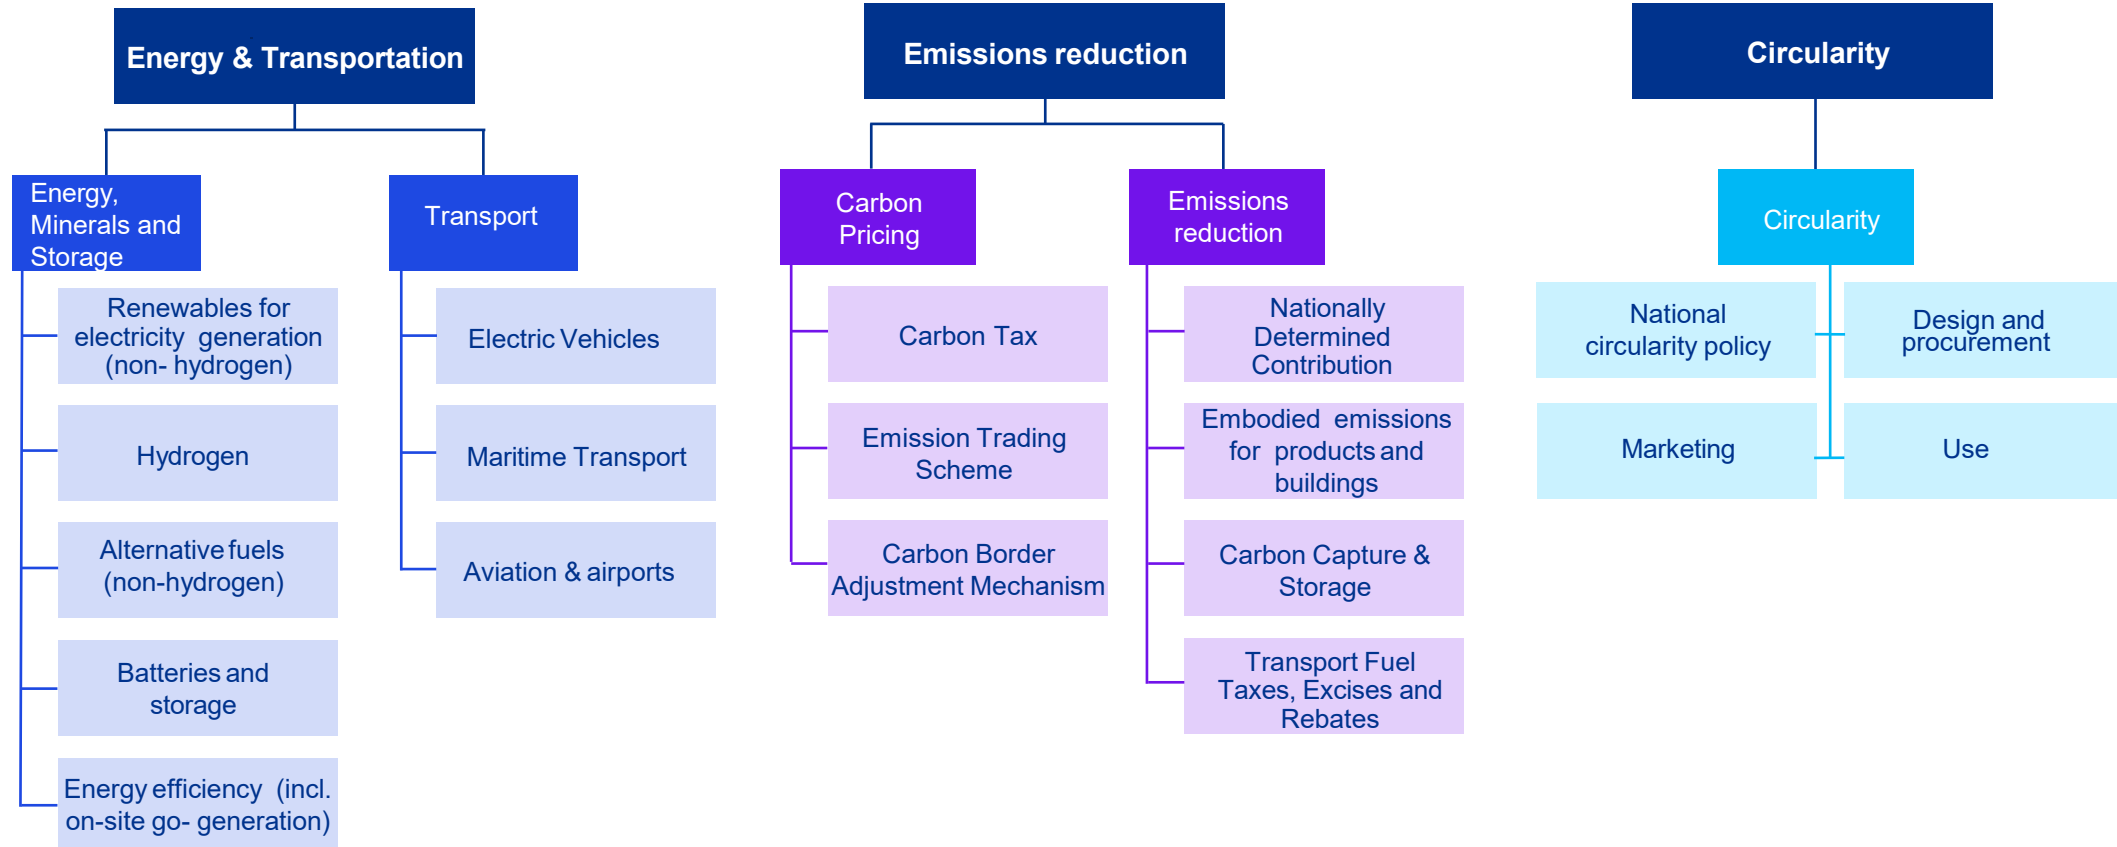 Energy & Transportation
Energy,
Minerals and
Storage
Renewables for
electricity generation
(non- hydrogen)
Hydrogen
Alternative fuels
(non-hydrogen)
Batteries and
storage
Energy efficiency (incl.
on-site go- generation)
Transport
Electric Vehicles
Maritime Transport
Aviation & airports
Emissions reduction
Carbon
Pricing
Carbon Tax
Emission Trading
Scheme
Carbon Border
Adjustment Mechanism
Emissions
reduction
Nationally
Determined
Contribution
Embodied emissions
for products and
buildings
Carbon Capture &
Storage
Transport Fuel
Taxes, Excises and
Rebates
Circularity
Circularity
National
circularity policy
Design and
procurement
Marketing
Use